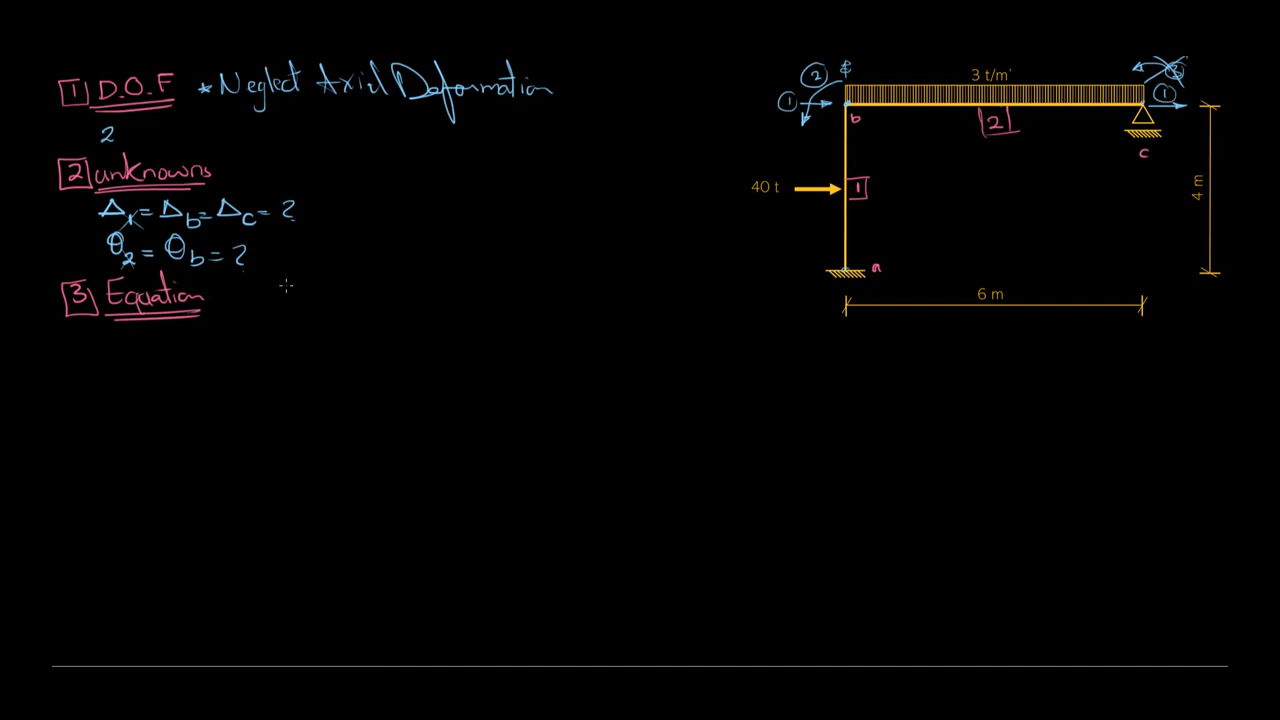 1 D.O.F * Neglect Axial Deformation
2
2 unknowns
Δ1 = Δb = Δc = ?
θ2 = θb = ?
3 Equation
3 t/m'
2
1
1
b
2
c
40 t
1
4 m
a
6 m